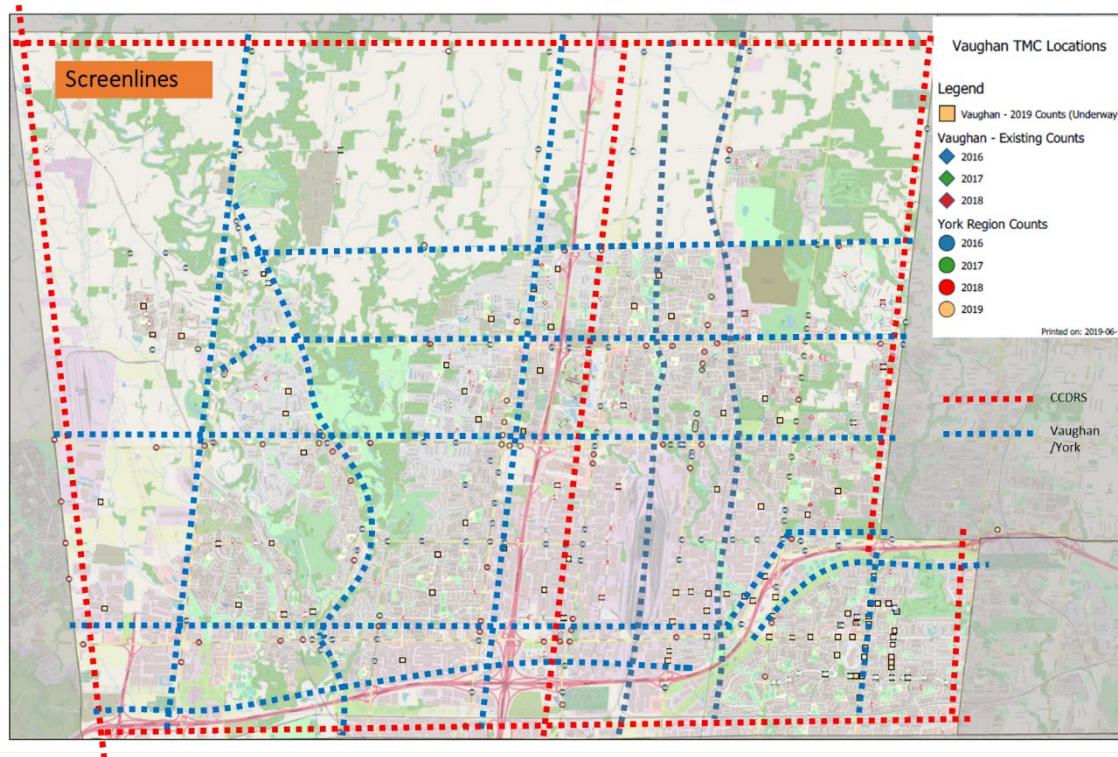 Screenlines
Vaughan TMC Locations
Legend
Vaughan - 2019 Counts (Underway
Vaughan - Existing Counts
2016
2017
2018
York Region Counts
2016
2017
2018
2019
Printed on: 2019-06-
CCDRS
Vaughan
/York